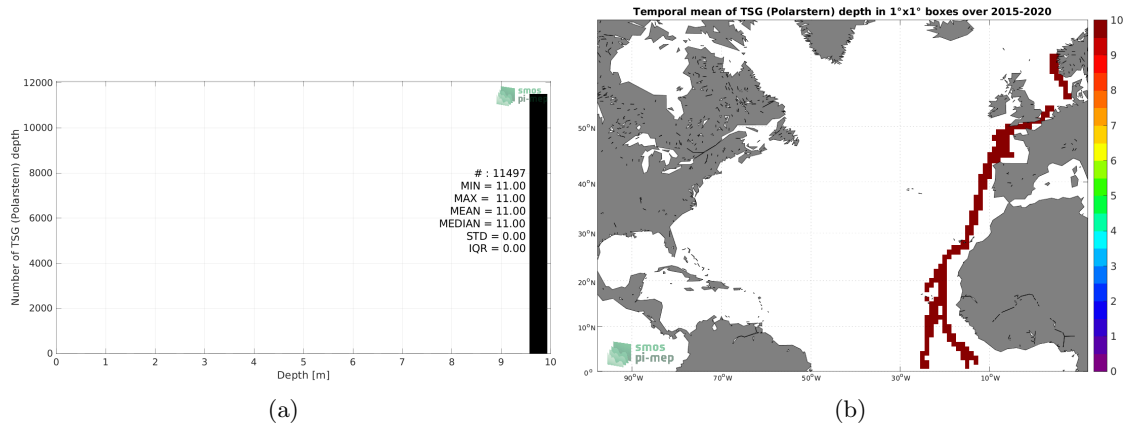 12000
10000
8000
6000
4000
2000
0
Number of TSG (Polarstern) depth
smos
pi-mep
# : 11497
MIN = 11.00
MAX = 11.00
MEAN = 11.00
MEDIAN = 11.00
STD = 0.00
IQR = 0.00
0 1 2 3 4 5 6 7 8 9 10
Depth [m]
(a)
Temporal mean of TSG (Polarstern) depth in 1°x1° boxes over 2015-2020
50°N
40°N
30°N
20°N
10°N
0°
90°W 70°W 50°W 30°W 10°W
smos
pi-mep
10
9
8
7
6
5
4
3
2
1
0
(b)